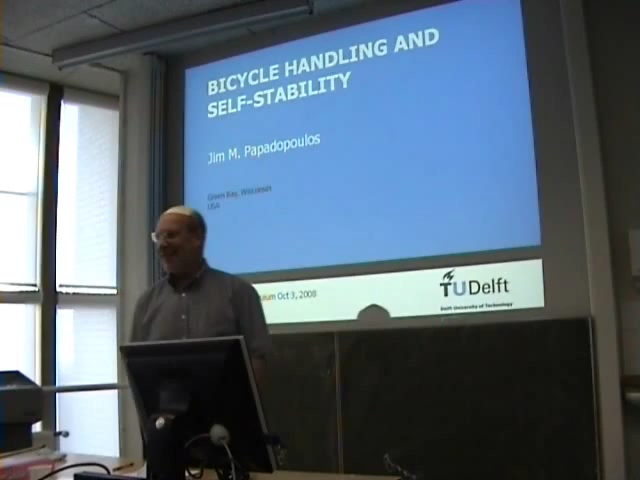 BICYCLE HANDLING AND
SELF-STABILITY
Jim M. Papadopoulos
Green Bay, Wisconsin
USA
Oct 3, 2008
TUDelft
Delft University of Technology